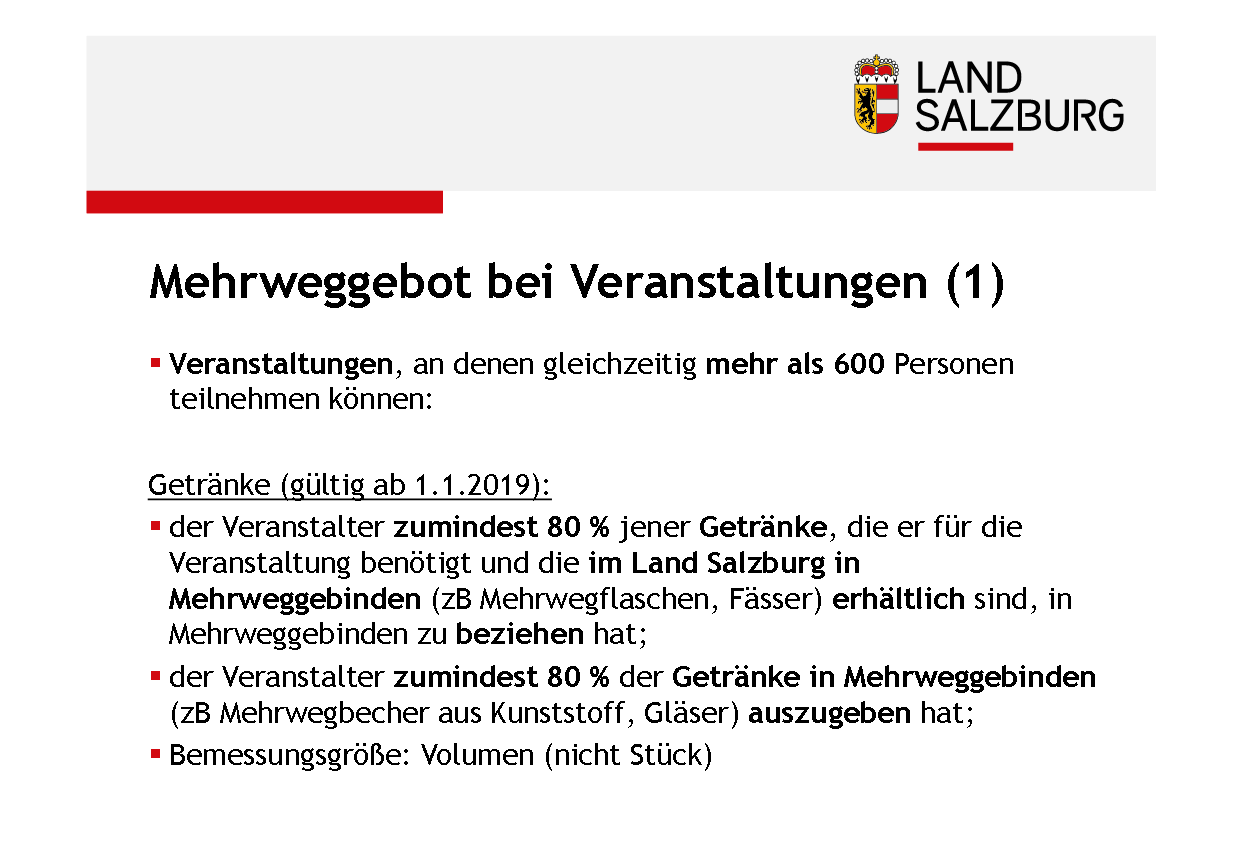 LAND
SALZBURG
Mehrweggebot bei Veranstaltungen (1)
Veranstaltungen, an denen gleichzeitig mehr als 600 Personen
teilnehmen können:
Getränke (gültig ab 1.1.2019):
der Veranstalter zumindest 80 % jener Getränke, die er für die
Veranstaltung benötigt und die im Land Salzburg in
Mehrweggebinden (zB Mehrwegflaschen, Fässer) erhältlich sind, in
Mehrweggebinden zu beziehen hat;
der Veranstalter zumindest 80 % der Getränke in Mehrweggebinden
(zB Mehrwegbecher aus Kunststoff, Gläser) auszugeben hat;
Bemessungsgröße: Volumen (nicht Stück)